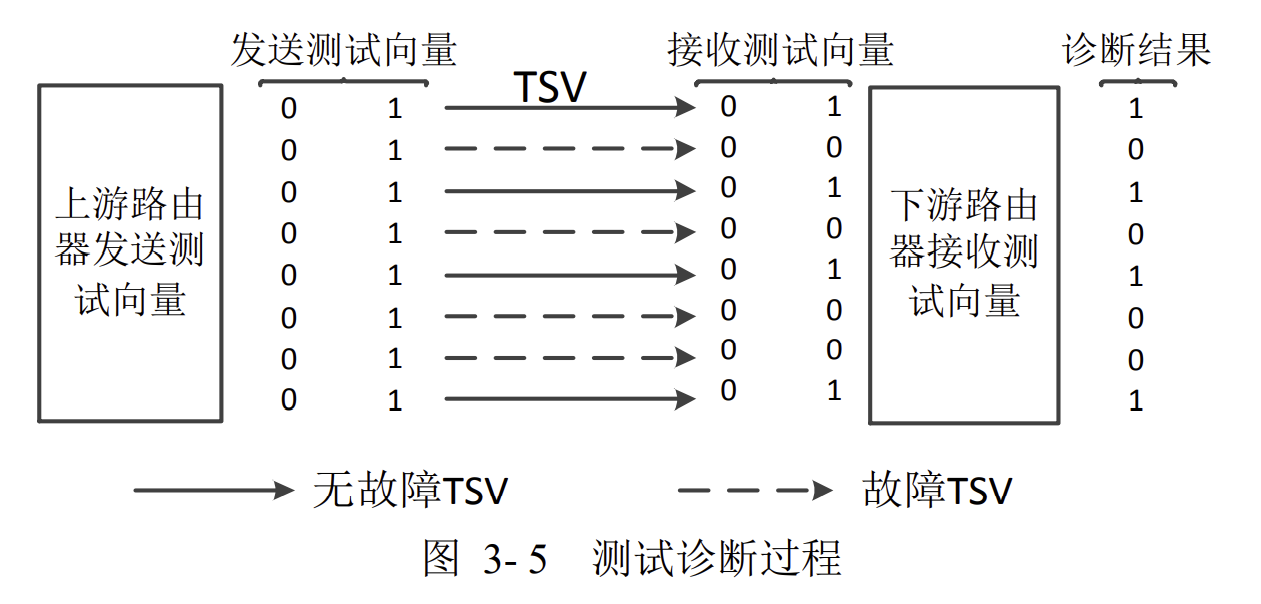 发送测试向量 接收测试向量 诊断结果
TSV
0 1 0 1 1
0 1 0 0 0
0 1 0 1 1
0 1 0 0 0
0 1 0 1 1
0 1 0 0 0
0 1 0 0 0
0 1 0 1 1
上游路由
器发送测
试向量
下游路由
器接收测
试向量
无故障TSV 故障TSV
图 3- 5 测试诊断过程